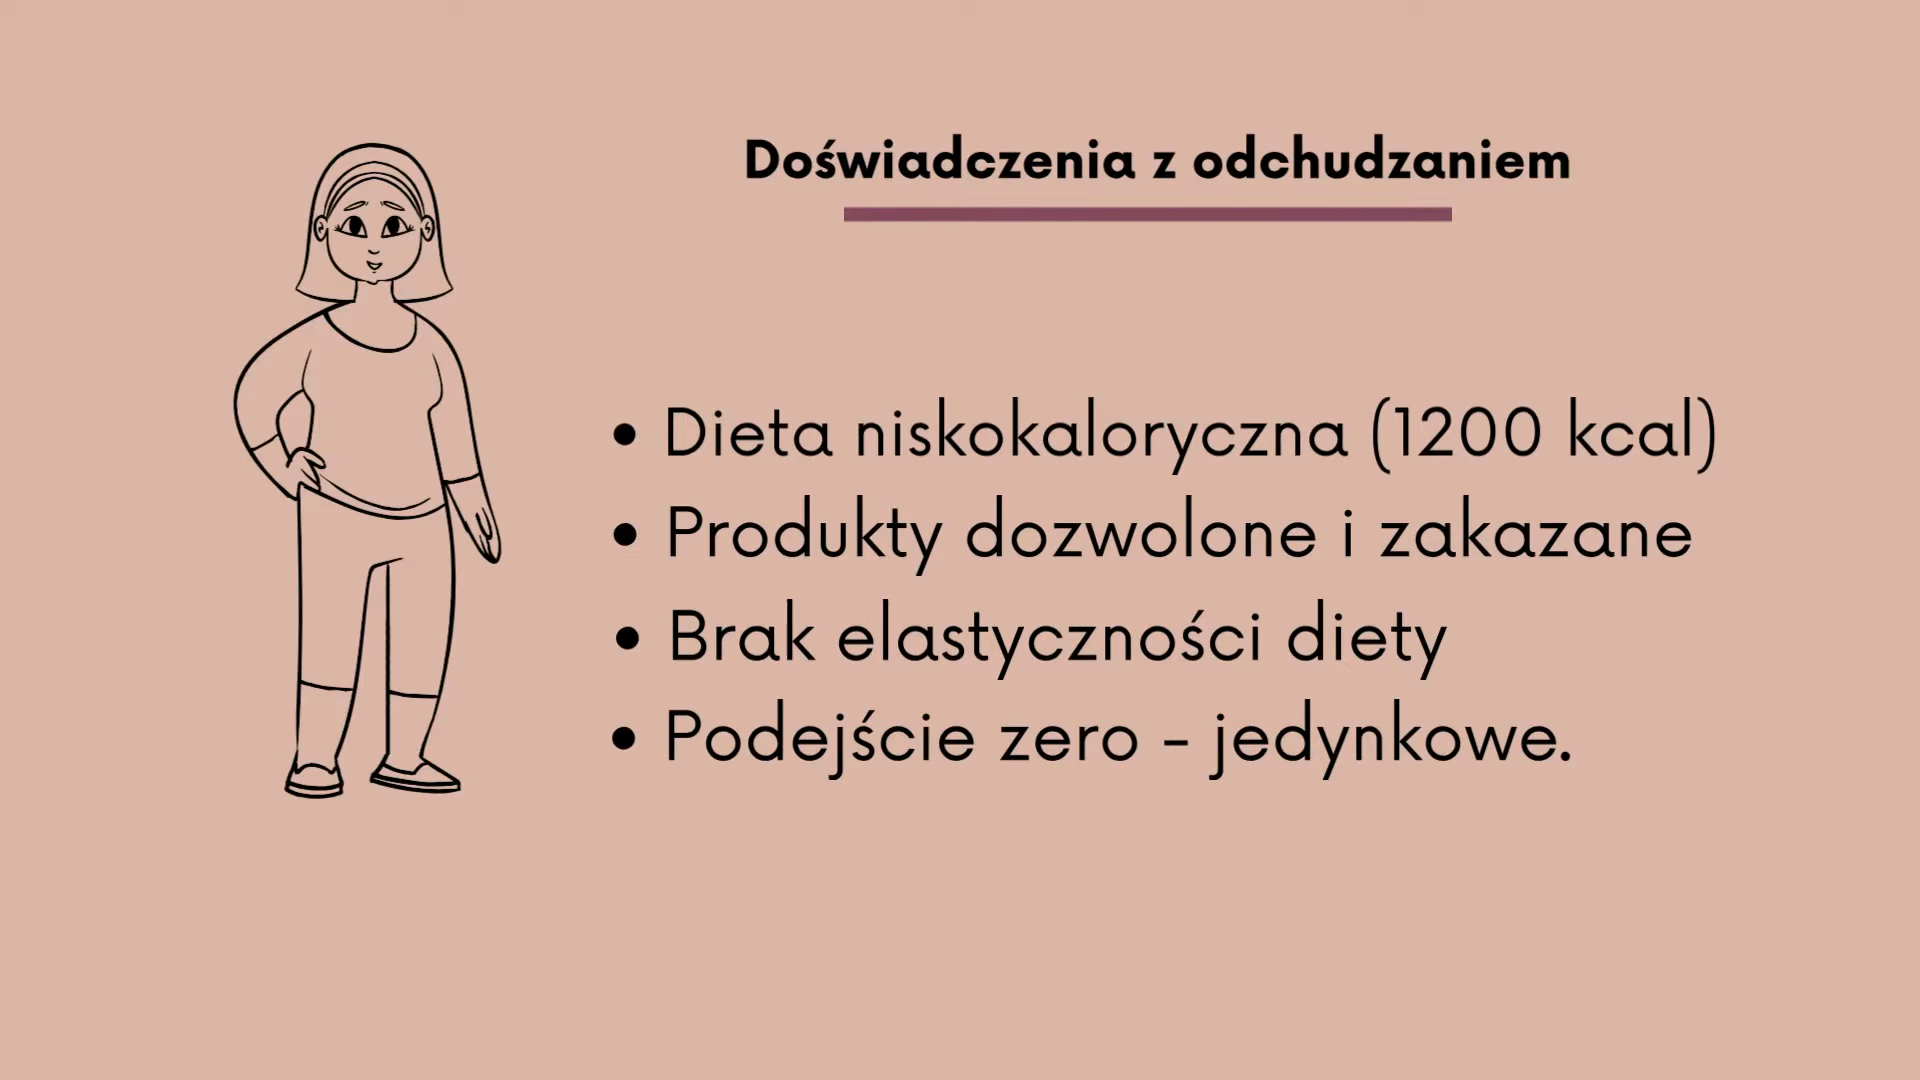 Doświadczenia z odchudzaniem
• Dieta niskokaloryczna (1200 kcal)
• Produkty dozwolone i zakazane
• Brak elastyczności diety
• Podejście zero - jedynkowe.